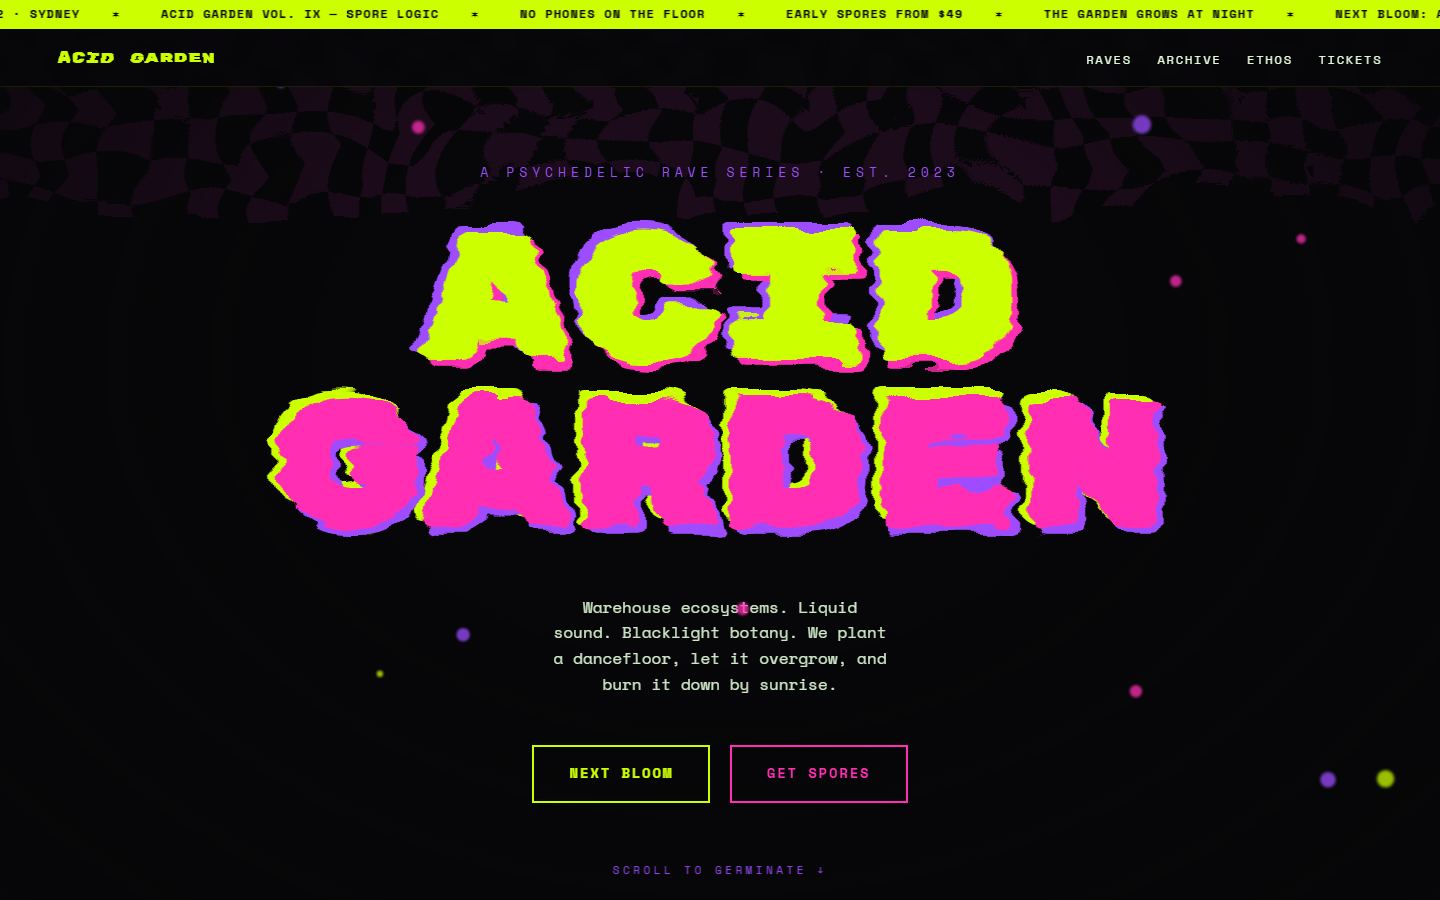 · SYDNEY ✶ ACID GARDEN VOL. IX — SPORE LOGIC ✶ NO PHONES ON THE FLOOR ✶ EARLY SPORES FROM $49 ✶ THE GARDEN GROWS AT NIGHT ✶ NEXT BLOOM:
ACID GARDEN
RAVES ARCHIVE ETHOS TICKETS
A PSYCHEDELIC RAVE SERIES · EST. 2023
ACID
GARDEN
Warehouse ecosystems. Liquid
sound. Blacklight botany. We plant
a dancefloor, let it overgrow, and
burn it down by sunrise.
NEXT BLOOM
GET SPORES
SCROLL TO GERMINATE ↓